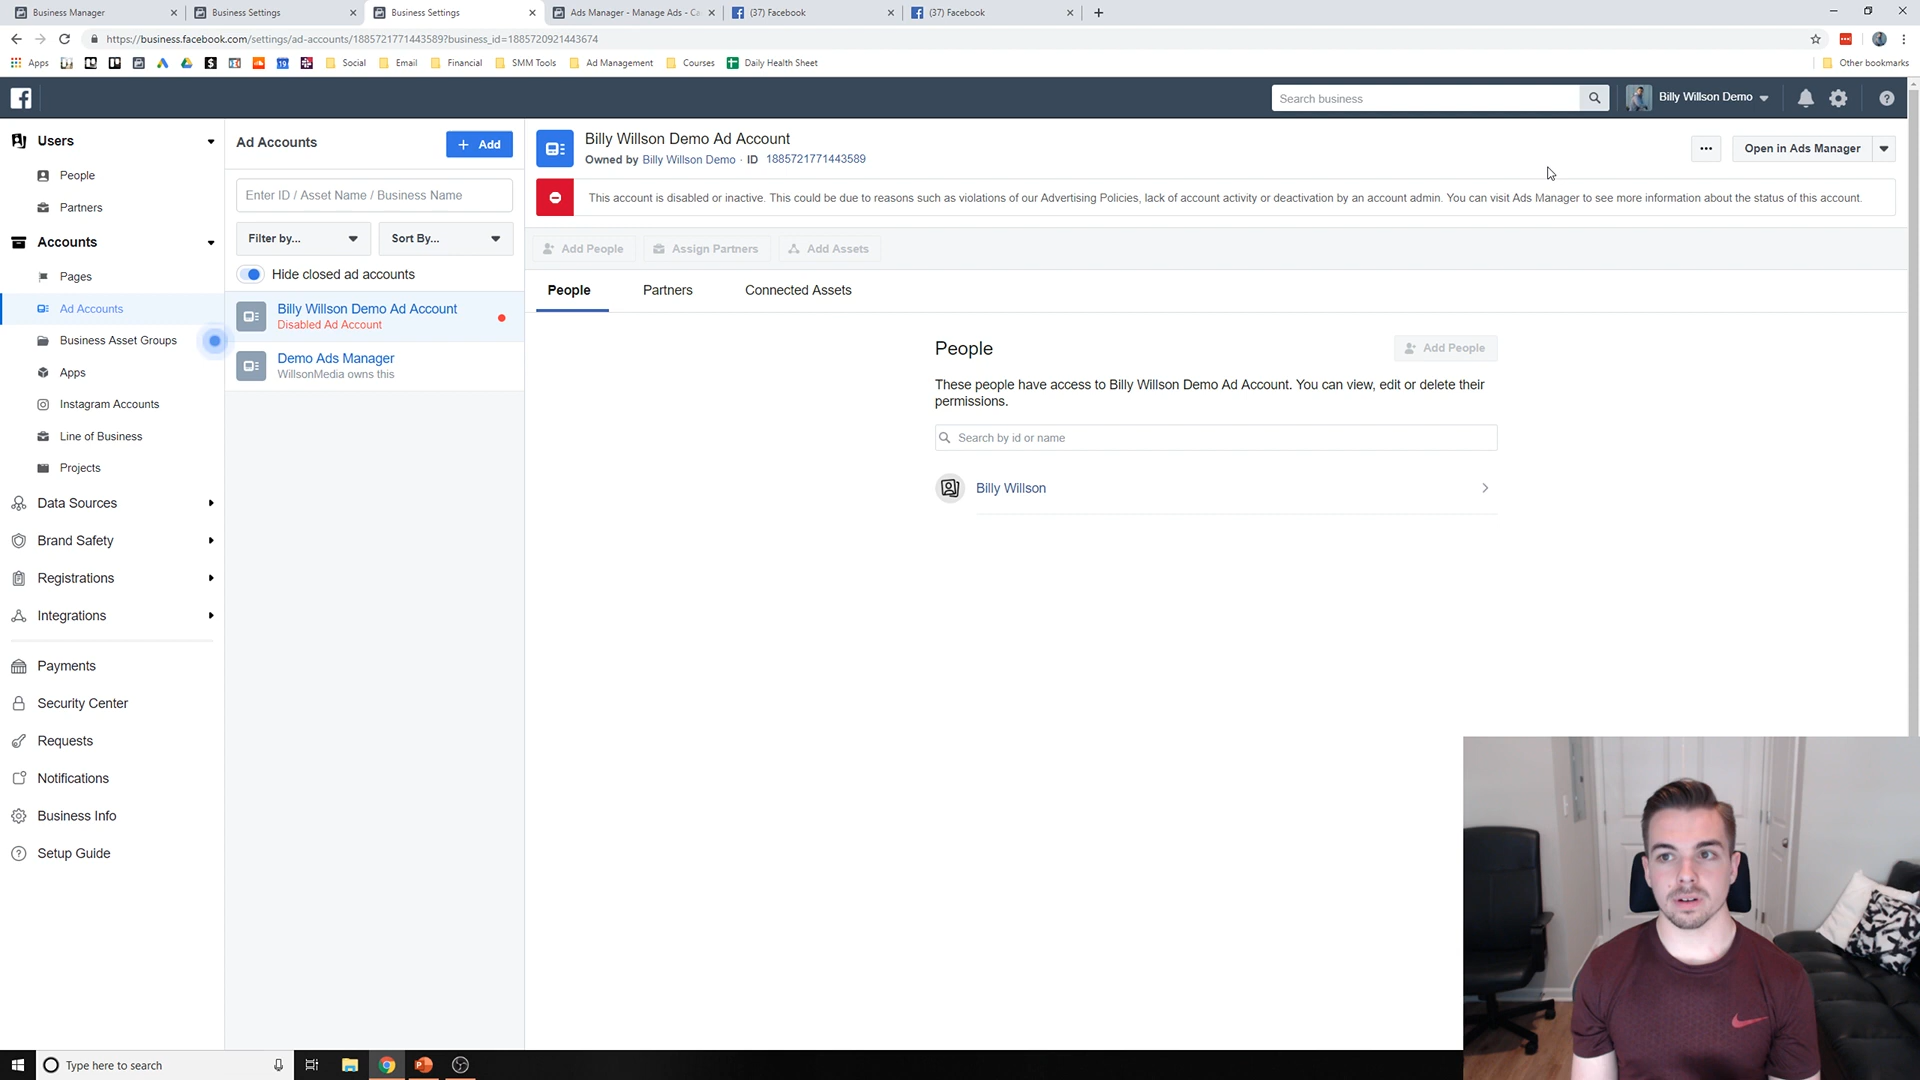 Business Manager
Business Settings
Business Settings
Ads Manager - Manage Ads - Ca
(37) Facebook
(37) Facebook
https://business.facebook.com/settings/ad-accounts/1885721771443589?business_id=1885720921443674
Apps
Social
Email
Financial
SMM Tools
Ad Management
Courses
Daily Health Sheet
Other bookmarks
Search business
Billy Willson Demo
Users
People
Partners
Accounts
Pages
Ad Accounts
Business Asset Groups
Apps
Instagram Accounts
Line of Business
Projects
Data Sources
Brand Safety
Registrations
Integrations
Payments
Security Center
Requests
Notifications
Business Info
Setup Guide
Ad Accounts
+ Add
Enter ID / Asset Name / Business Name
Filter by...
Sort By...
Hide closed ad accounts
Billy Willson Demo Ad Account
Disabled Ad Account
Demo Ads Manager
WillsonMedia owns this
Billy Willson Demo Ad Account
Owned by Billy Willson Demo · ID 1885721771443589
Open in Ads Manager
This account is disabled or inactive. This could be due to reasons such as violations of our Advertising Policies, lack of account activity or deactivation by an account admin. You can visit Ads Manager to see more information about the status of this account.
Add People
Assign Partners
Add Assets
People
Partners
Connected Assets
People
Add People
These people have access to Billy Willson Demo Ad Account. You can view, edit or delete their
permissions.
Search by id or name
Billy Willson
Type here to search